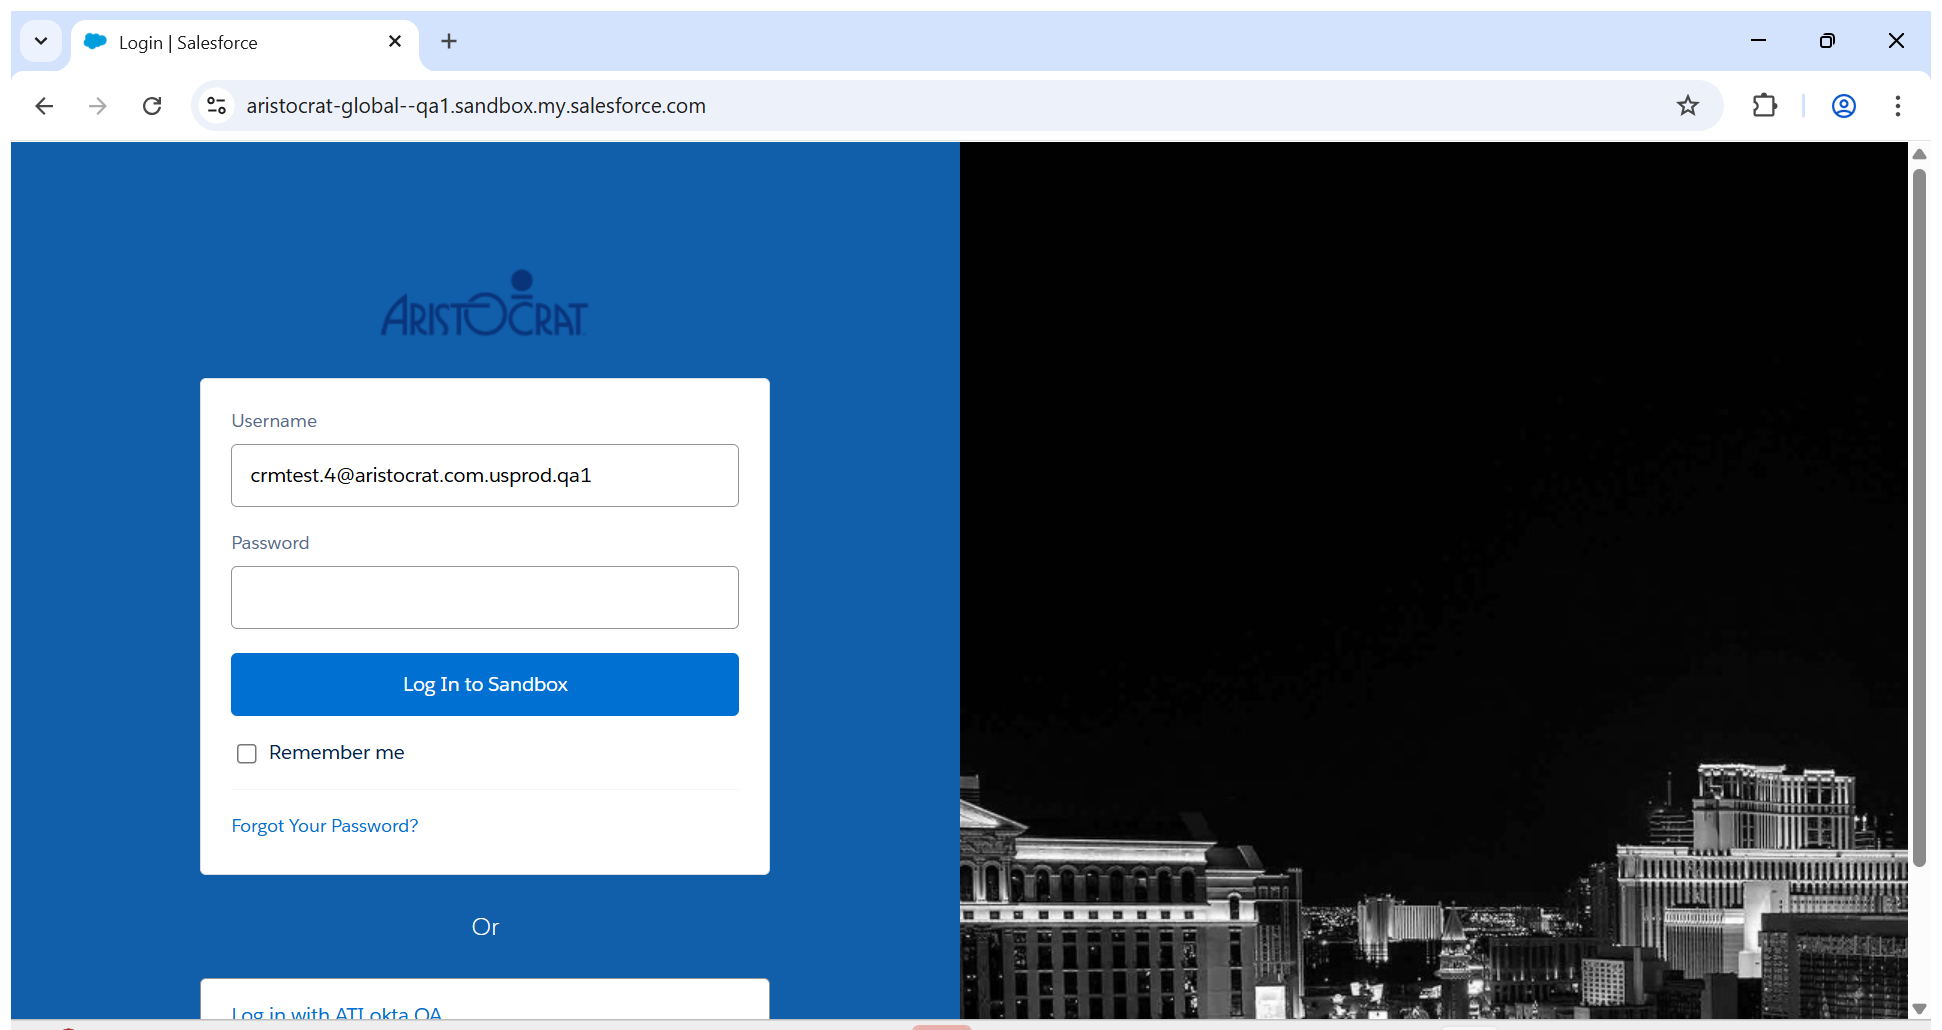 Login | Salesforce
aristocrat-global--qa1.sandbox.my.salesforce.com
ARISTOCRAT
Username
crmtest.4@aristocrat.com.usprod.qa1
Password
Log In to Sandbox
Remember me
Forgot Your Password?
Or
Log in with ATI okta QA